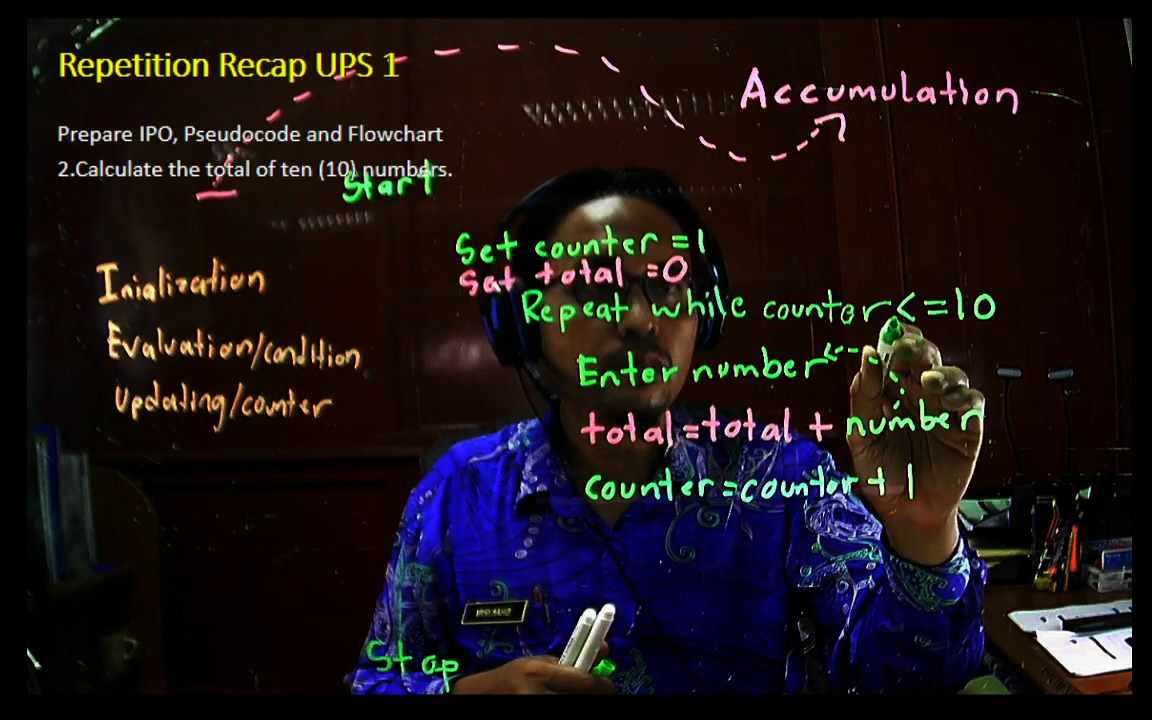 Repetition Recap UPS 1
Accumulation
Prepare IPO, Pseudocode and Flowchart
2.Calculate the total of ten (10) numbers.
Start
Set counter = 1
Set total = 0
Inialization
Repeat while counter <= 10
Evaluation/condition
Enter number
Updating/counter
total = total + number
counter = counter + 1
Stop